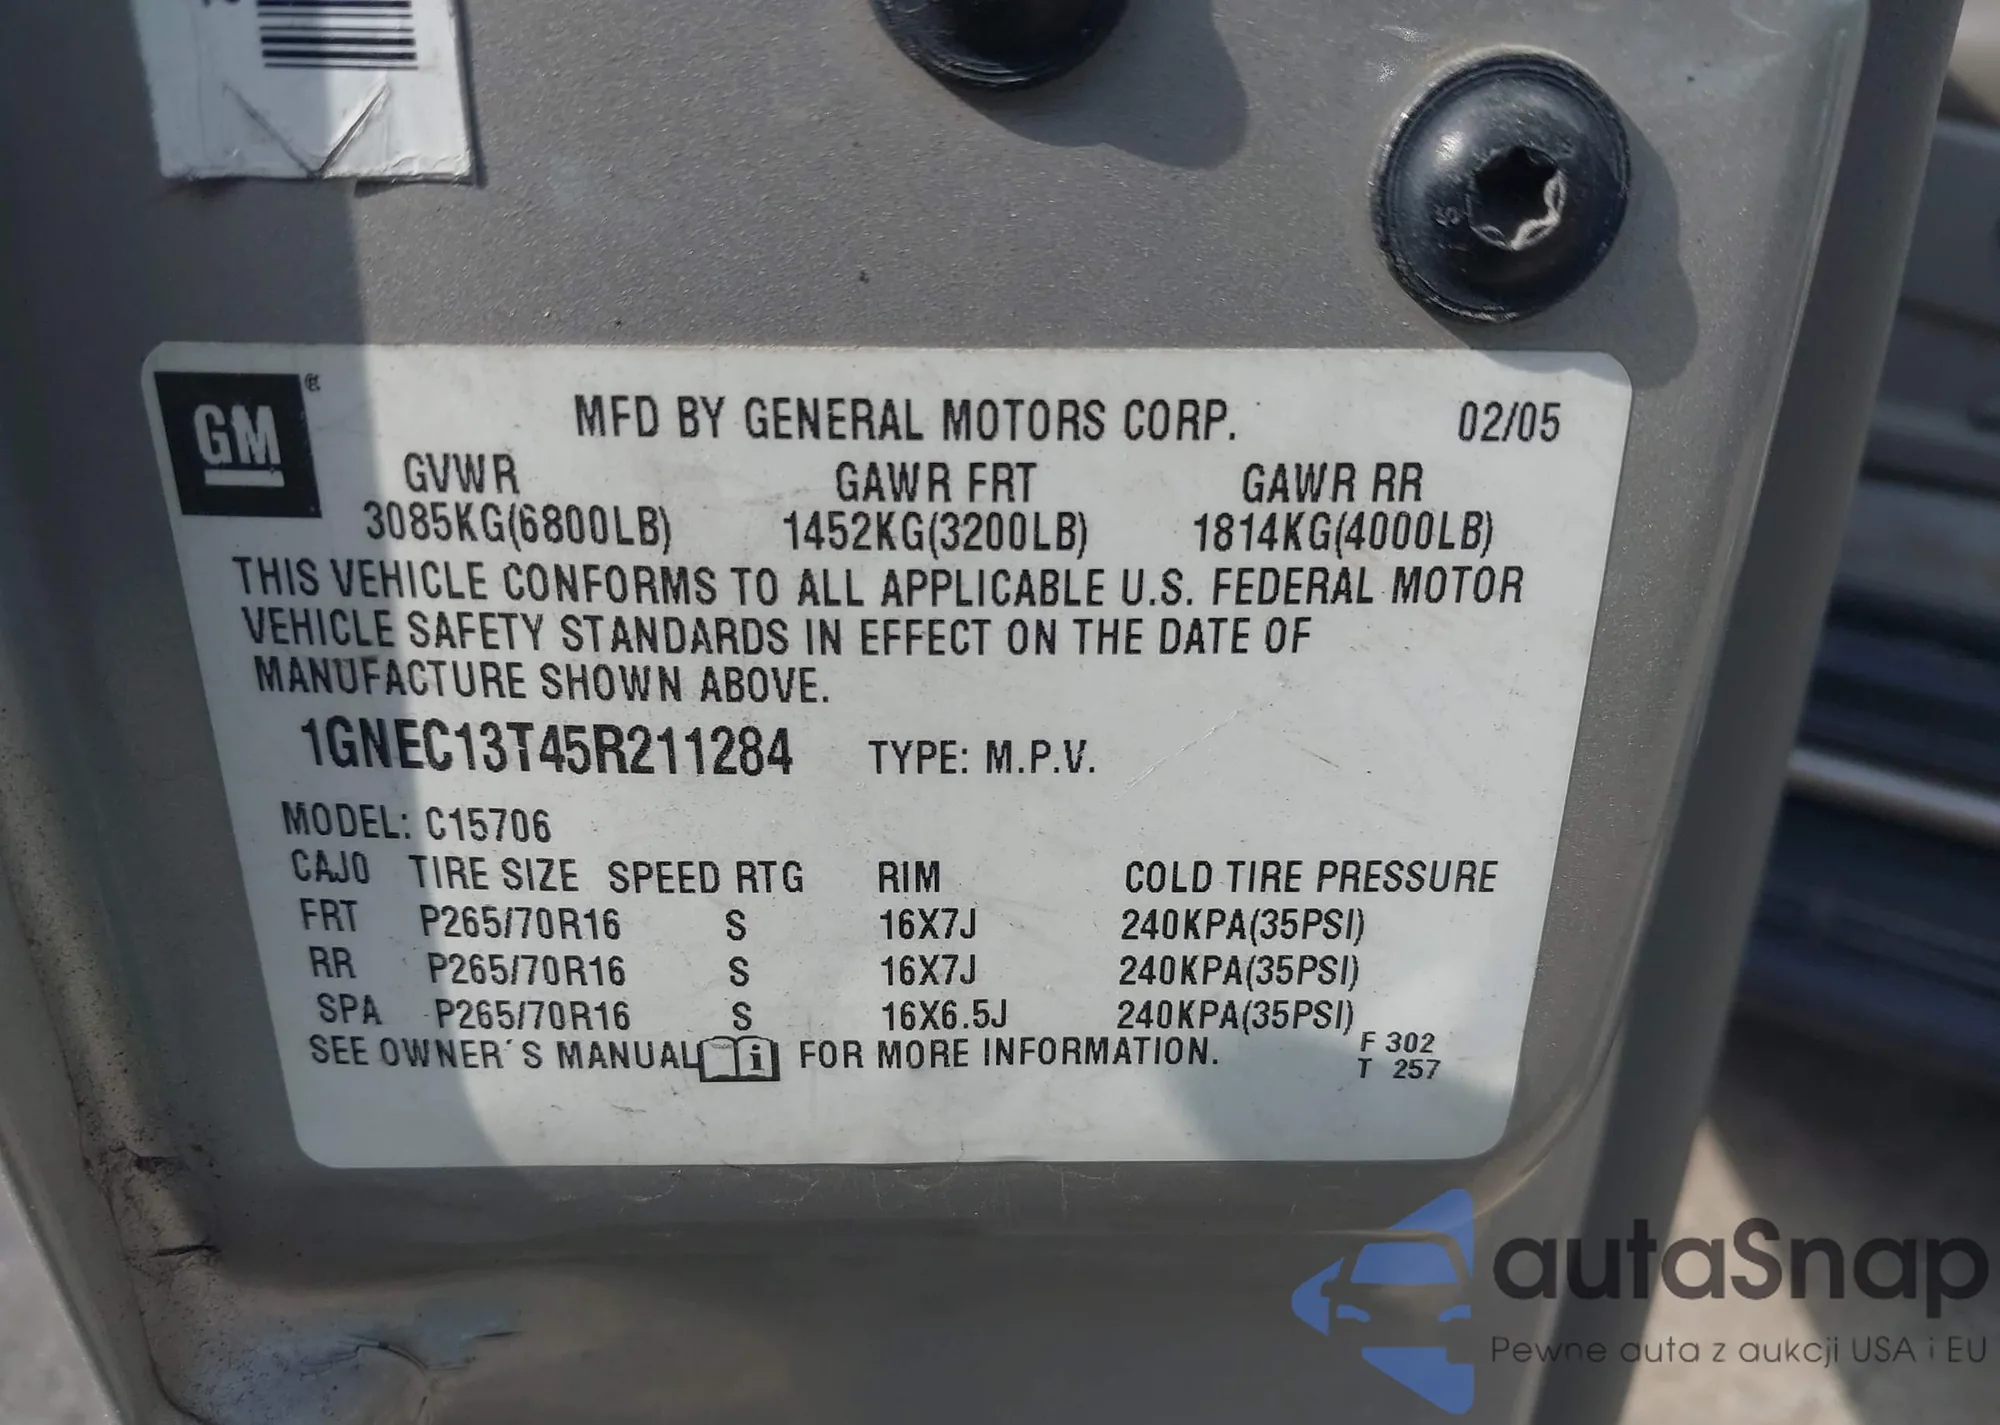 GM
MFD BY GENERAL MOTORS CORP. 02/05
GVWR GAWR FRT GAWR RR
3085KG(6800LB) 1452KG(3200LB) 1814KG(4000LB)
THIS VEHICLE CONFORMS TO ALL APPLICABLE U.S. FEDERAL MOTOR
VEHICLE SAFETY STANDARDS IN EFFECT ON THE DATE OF
MANUFACTURE SHOWN ABOVE.
1GNEC13T45R211284 TYPE: M.P.V.
MODEL: C15706
CAJO TIRE SIZE SPEED RTG RIM COLD TIRE PRESSURE
FRT P265/70R16 S 16X7J 240KPA(35PSI)
RR P265/70R16 S 16X7J 240KPA(35PSI)
SPA P265/70R16 S 16X6.5J 240KPA(35PSI)
SEE OWNER'S MANUAL i FOR MORE INFORMATION. F 302
T 257
autaSnap
Pewne auta z aukcji USA i EU